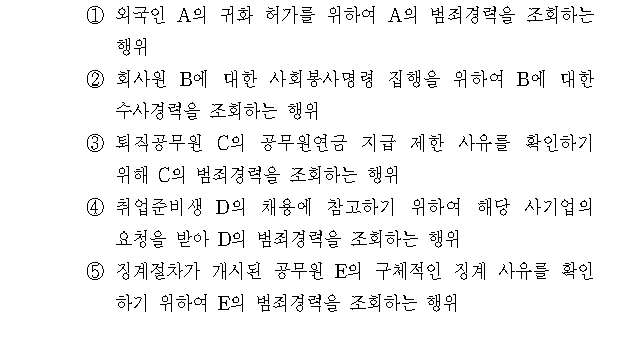 ① 외국인 A의 귀화 허가를 위하여 A의 범죄경력을 조회하는
행위
② 회사원 B에 대한 사회봉사명령 집행을 위하여 B에 대한
수사경력을 조회하는 행위
③ 퇴직공무원 C의 공무원연금 지급 제한 사유를 확인하기
위해 C의 범죄경력을 조회하는 행위
④ 취업준비생 D의 채용에 참고하기 위하여 해당 사기업의
요청을 받아 D의 범죄경력을 조회하는 행위
⑤ 징계절차가 개시된 공무원 E의 구체적인 징계 사유를 확인
하기 위하여 E의 범죄경력을 조회하는 행위